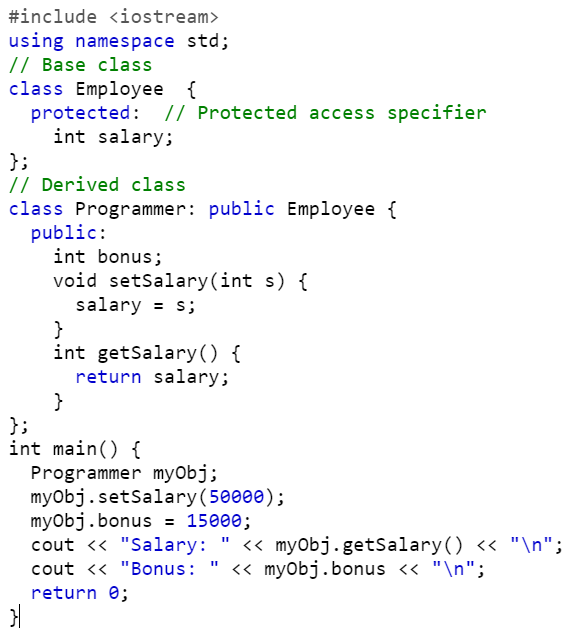 #include <iostream>
using namespace std;
// Base class
class Employee  {
  protected:  // Protected access specifier
    int salary;
};
// Derived class
class Programmer: public Employee {
  public:
    int bonus;
    void setSalary(int s) {
      salary = s;
    }
    int getSalary() {
      return salary;
    }
};
int main() {
  Programmer myObj;
  myObj.setSalary(50000);
  myObj.bonus = 15000;
  cout << "Salary: " << myObj.getSalary() << "\n";
  cout << "Bonus: " << myObj.bonus << "\n";
  return 0;
}